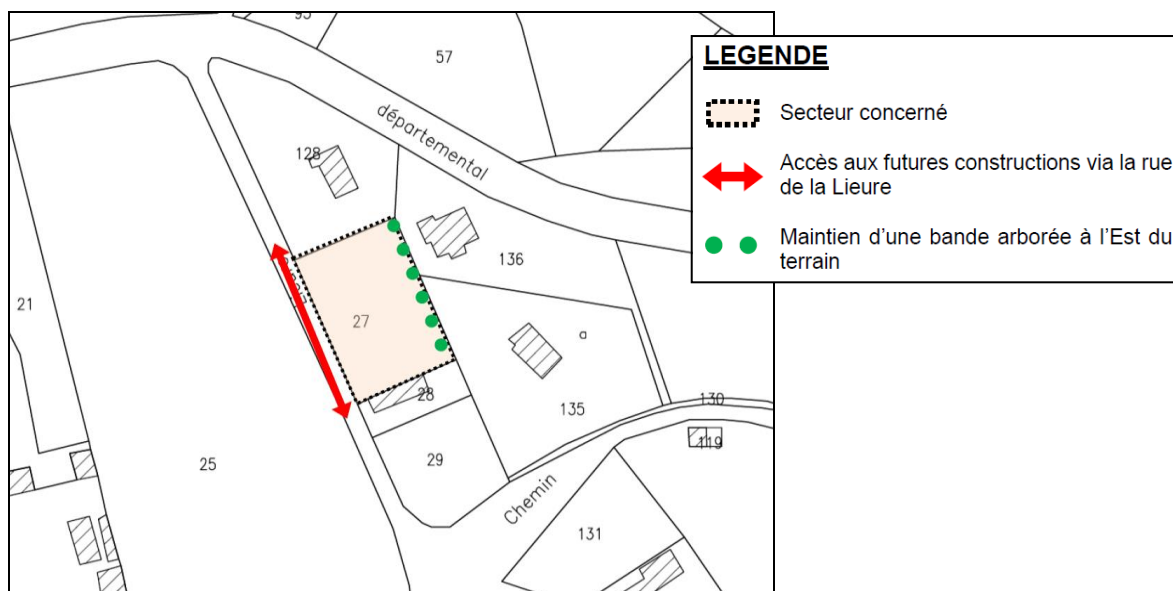 95
57
départemental
128
136
21
27
a
28
135
130
119
25
29
Chemin
131
LEGENDE
Secteur concerné
Accès aux futures constructions via la rue
de la Lieure
Maintien d'une bande arborée à l'Est du
terrain